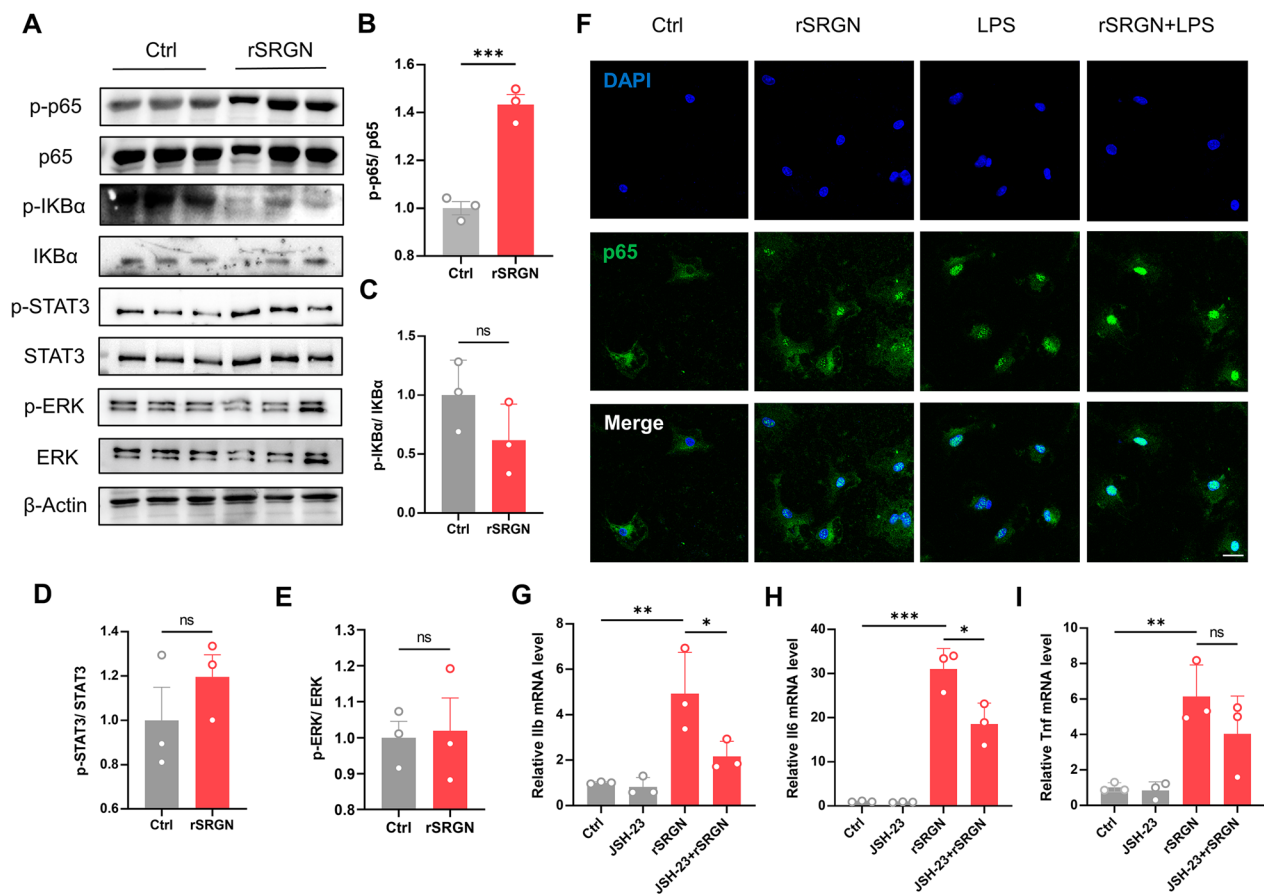 A
Ctrl rSRGN
p-p65
p65
p-IKBα
IKBα
p-STAT3
STAT3
p-ERK
ERK
β-Actin
B
***
p-p65/ p65
1.6
1.4
1.2
1.0
0.8
Ctrl rSRGN
C
ns
p-IKBα/ IKBα
1.5
1.0
0.5
0.0
Ctrl rSRGN
F
Ctrl rSRGN LPS rSRGN+LPS
DAPI
p65
Merge
D
ns
p-STAT3/ STAT3
1.4
1.2
1.0
0.8
0.6
Ctrl rSRGN
E
ns
p-ERK/ ERK
1.3
1.2
1.1
1.0
0.9
0.8
Ctrl rSRGN
G
** *
Relative Ilb mRNA level
8
6
4
2
0
Ctrl JSH-23 rSRGN JSH-23+rSRGN
H
*** *
Relative Il6 mRNA level
40
30
20
10
0
Ctrl JSH-23 rSRGN JSH-23+rSRGN
I
** ns
Relative Tnf mRNA level
10
8
6
4
2
0
Ctrl JSH-23 rSRGN JSH-23+rSRGN